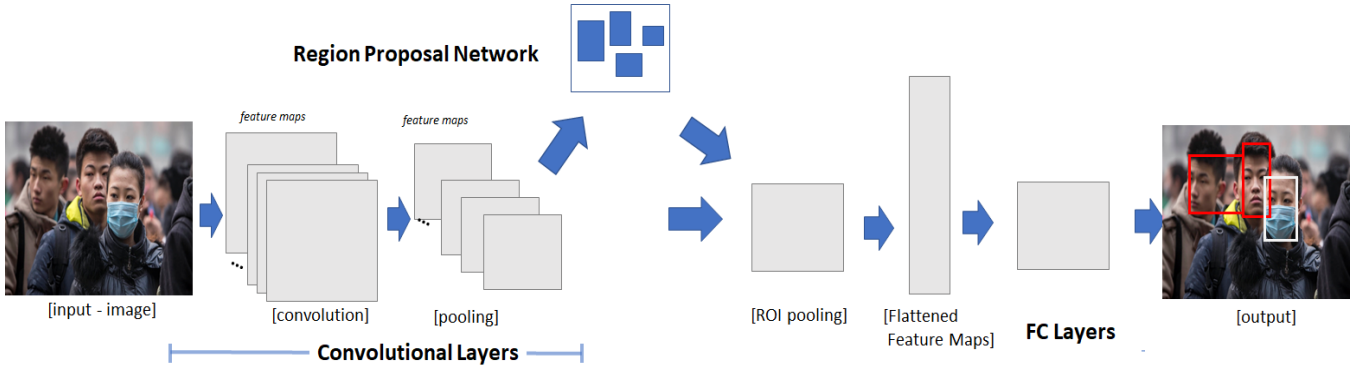 Region Proposal Network
feature maps
feature maps
[input - image]
[convolution]
[pooling]
[ROI pooling]
[Flattened
Feature Maps]
FC Layers
[output]
Convolutional Layers